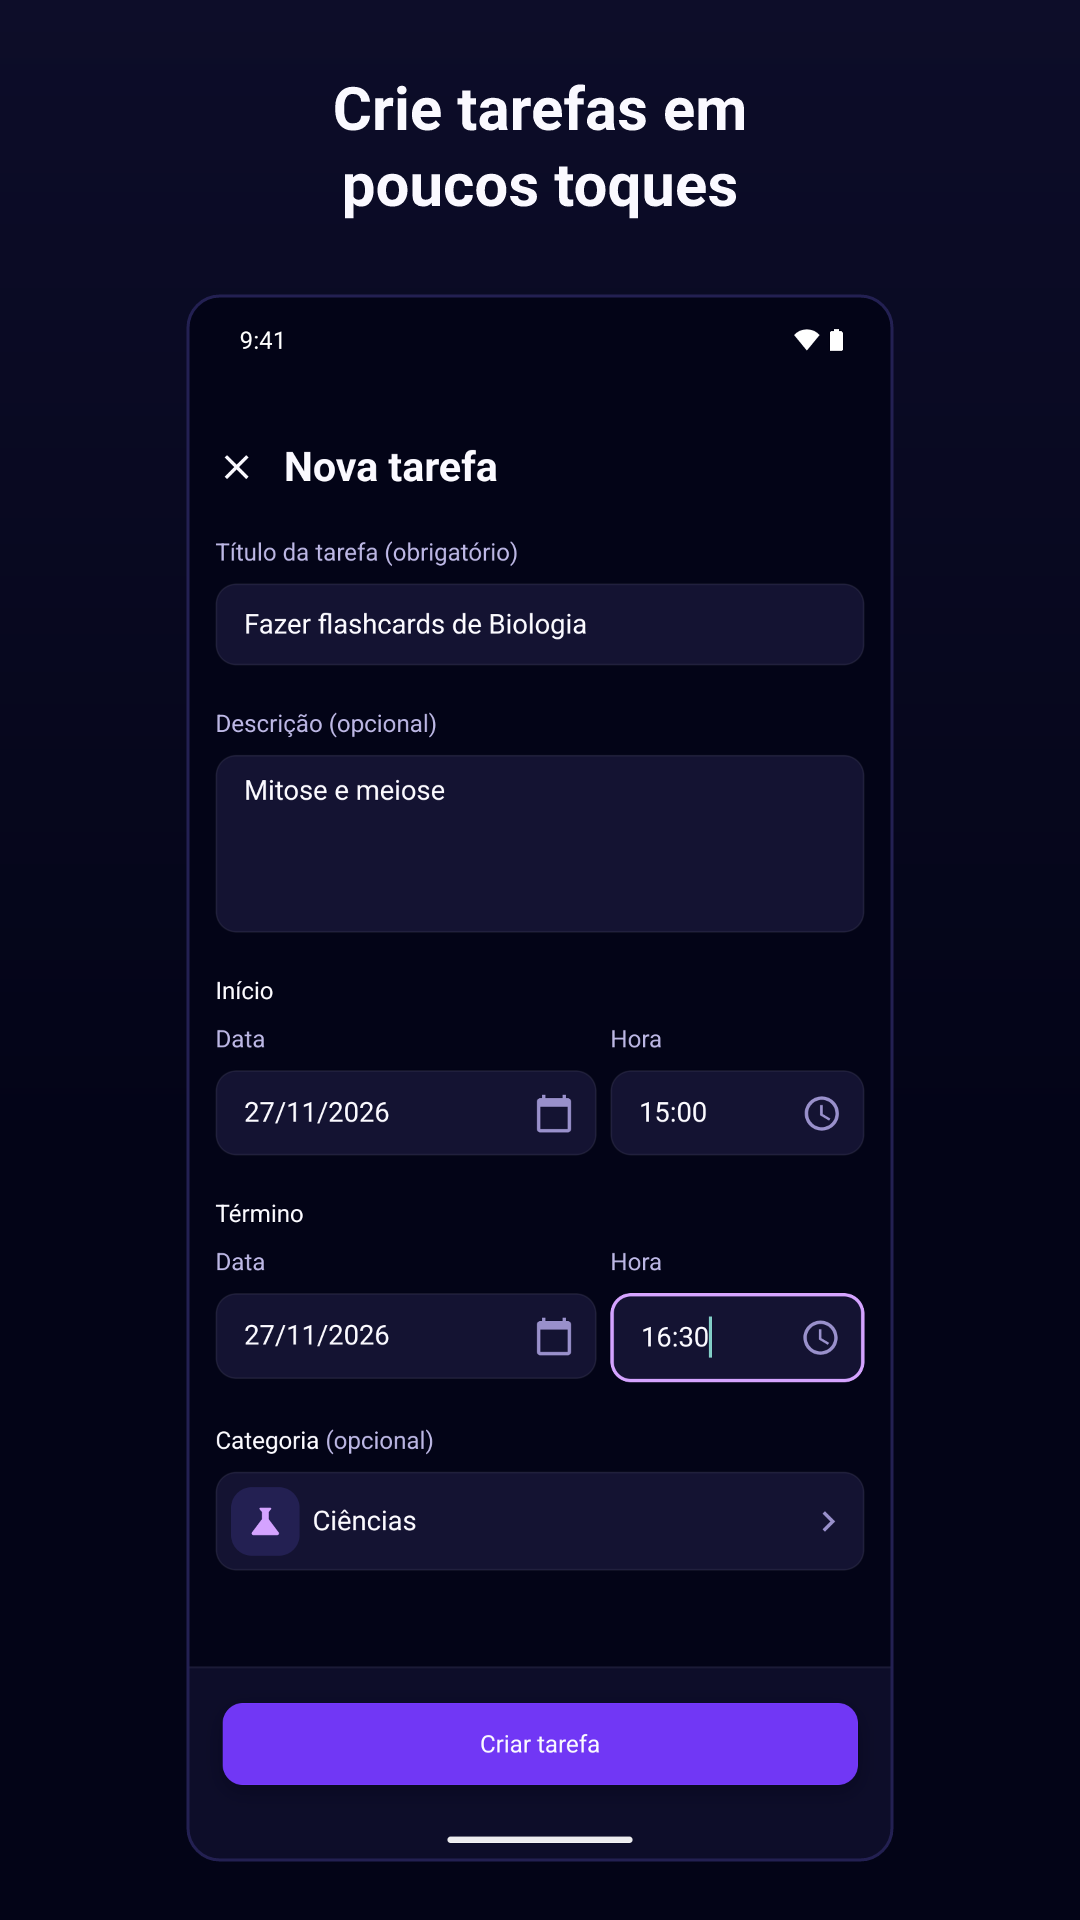 Crie tarefas em
poucos toques
9:41
Nova tarefa
Título da tarefa (obrigatório)
Fazer flashcards de Biologia
Descrição (opcional)
Mitose e meiose
Início
Data Hora
27/11/2026 15:00
Término
Data Hora
27/11/2026 16:30
Categoria (opcional)
Ciências
Criar tarefa